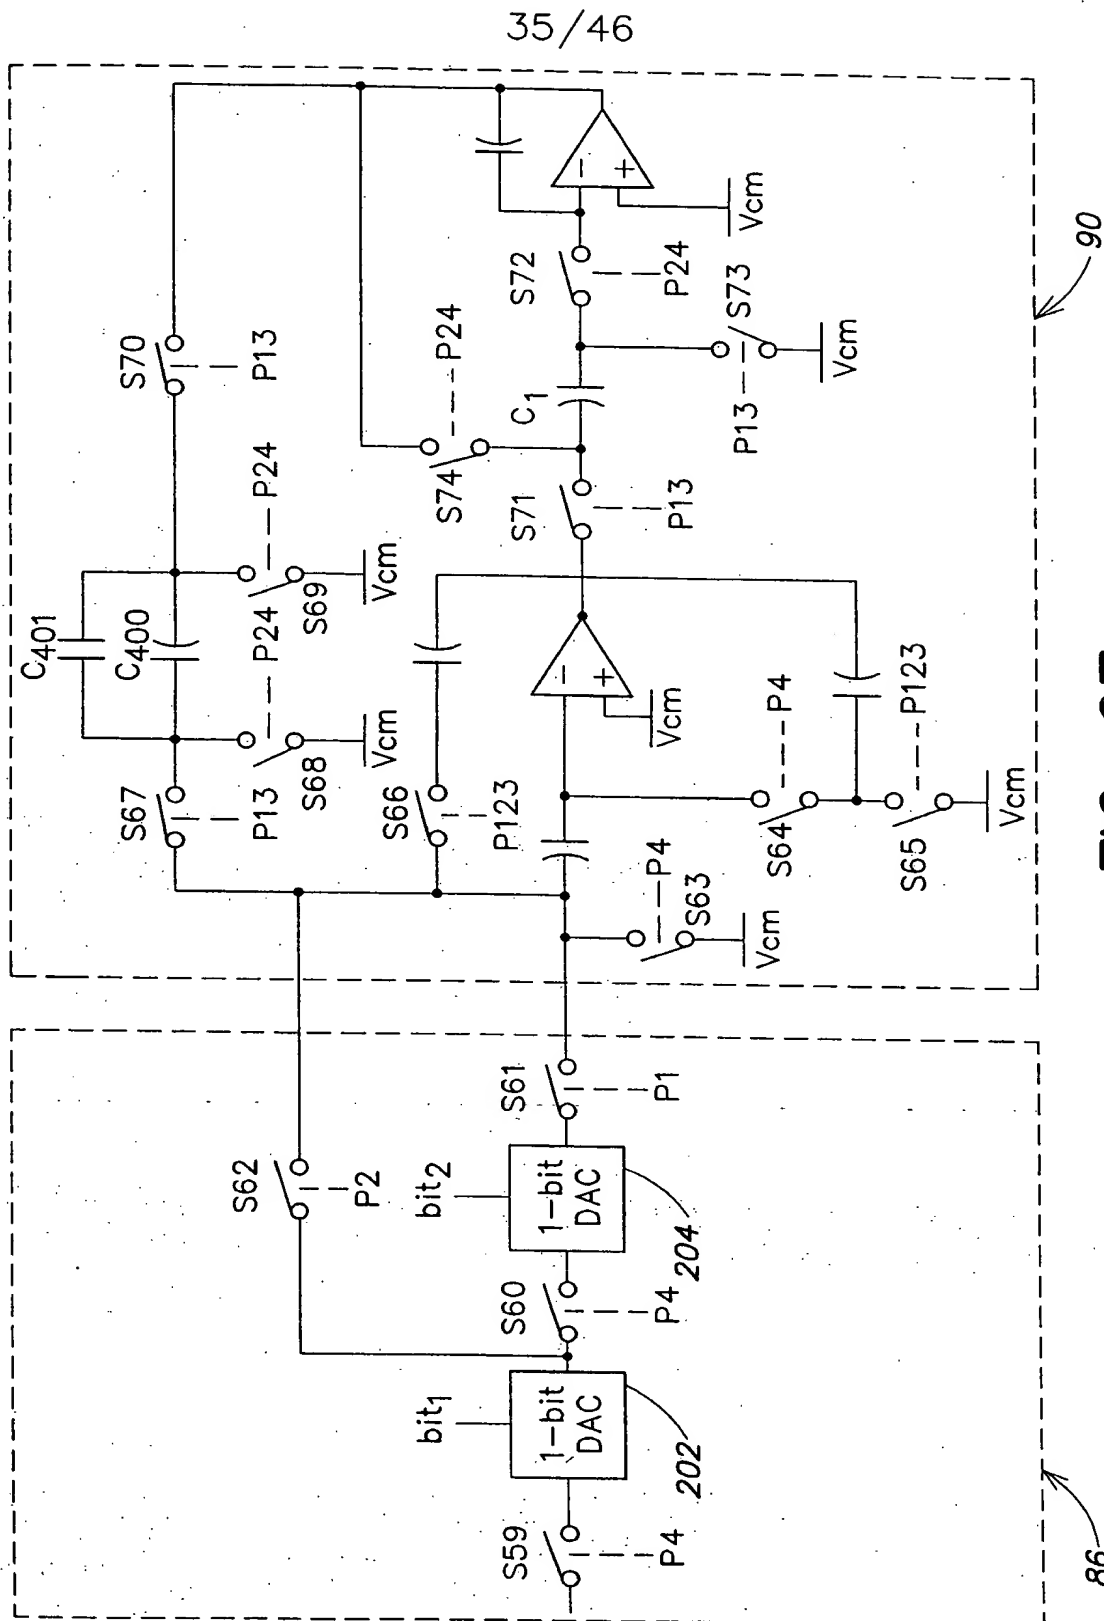 35/46
C401
C400
S67
P13
S68
P24
Vcm
S69
P24
Vcm
S70
P13
S66
P123
S74
P24
S71
P13
C1
S72
P24
S73
P13
Vcm
−
+
Vcm
−
+
Vcm
S64
P4
S65
P123
Vcm
S63
P4
Vcm
90
S62
P2
S61
P1
bit2
1-bit
DAC
204
S60
P4
bit1
1-bit
DAC
202
S59
P4
86